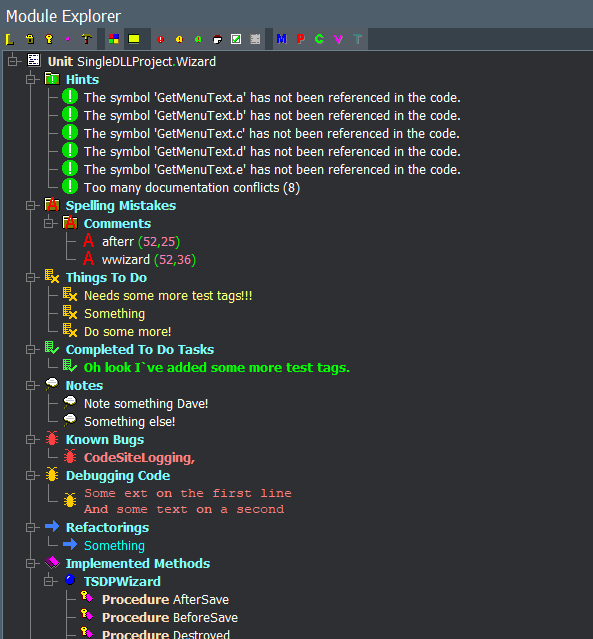 Module Explorer
L M P C V T
Unit SingleDLLProject.Wizard
Hints
The symbol 'GetMenuText.a' has not been referenced in the code.
The symbol 'GetMenuText.b' has not been referenced in the code.
The symbol 'GetMenuText.c' has not been referenced in the code.
The symbol 'GetMenuText.d' has not been referenced in the code.
The symbol 'GetMenuText.e' has not been referenced in the code.
Too many documentation conflicts (8)
Spelling Mistakes
Comments
afterr (52,25)
wwizard (52,36)
Things To Do
Needs some more test tags!!!
Something
Do some more!
Completed To Do Tasks
Oh look I`ve added some more test tags.
Notes
Note something Dave!
Something else!
Known Bugs
CodeSiteLogging,
Debugging Code
Some ext on the first line
And some text on a second
Refactorings
Something
Implemented Methods
TSDPWizard
Procedure AfterSave
Procedure BeforeSave
Procedure Destroyed